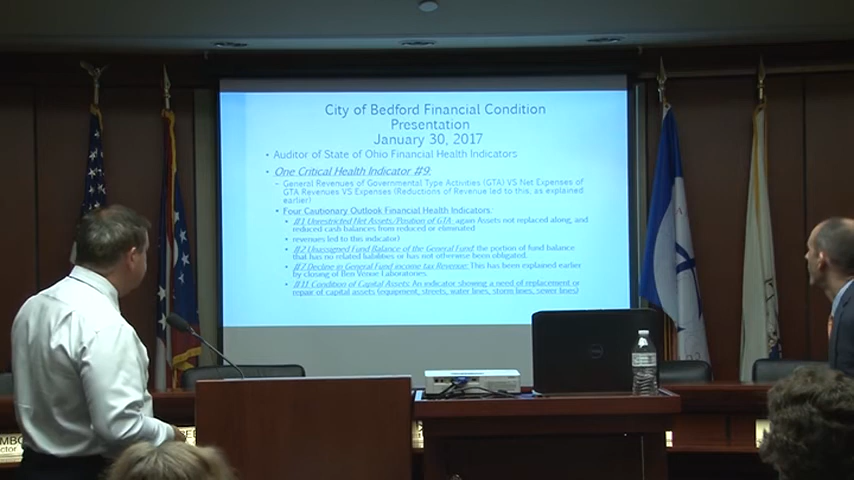 City of Bedford Financial Condition
Presentation
January 30, 2017
• Auditor of State of Ohio Financial Health Indicators
• One Critical Health Indicator #9:
• General Revenues of Governmental Type Activities (GTA) VS Net Expenses of
GTA Revenues VS Expenses (Reductions of Revenue led to this, as explained
earlier)
• Four Cautionary Outlook Financial Health Indicators:
• #1 Unrestricted Net Assets/Position of GTA: again Assets not replaced along, and
reduced cash balances from reduced or eliminated
• revenues led to this indicator)
• #2 Unassigned Fund Balance of the General Fund: the portion of fund balance
that has no related liabilities or has not otherwise been obligated.
• #7 Decline in General Fund income tax Revenue: This has been explained earlier
by closing of Ben Venue Laboratories.
• #11 Condition of Capital Assets: An indicator showing a need of replacement or
repair of capital assets (equipment, streets, water lines, storm lines, sewer lines)
DELL